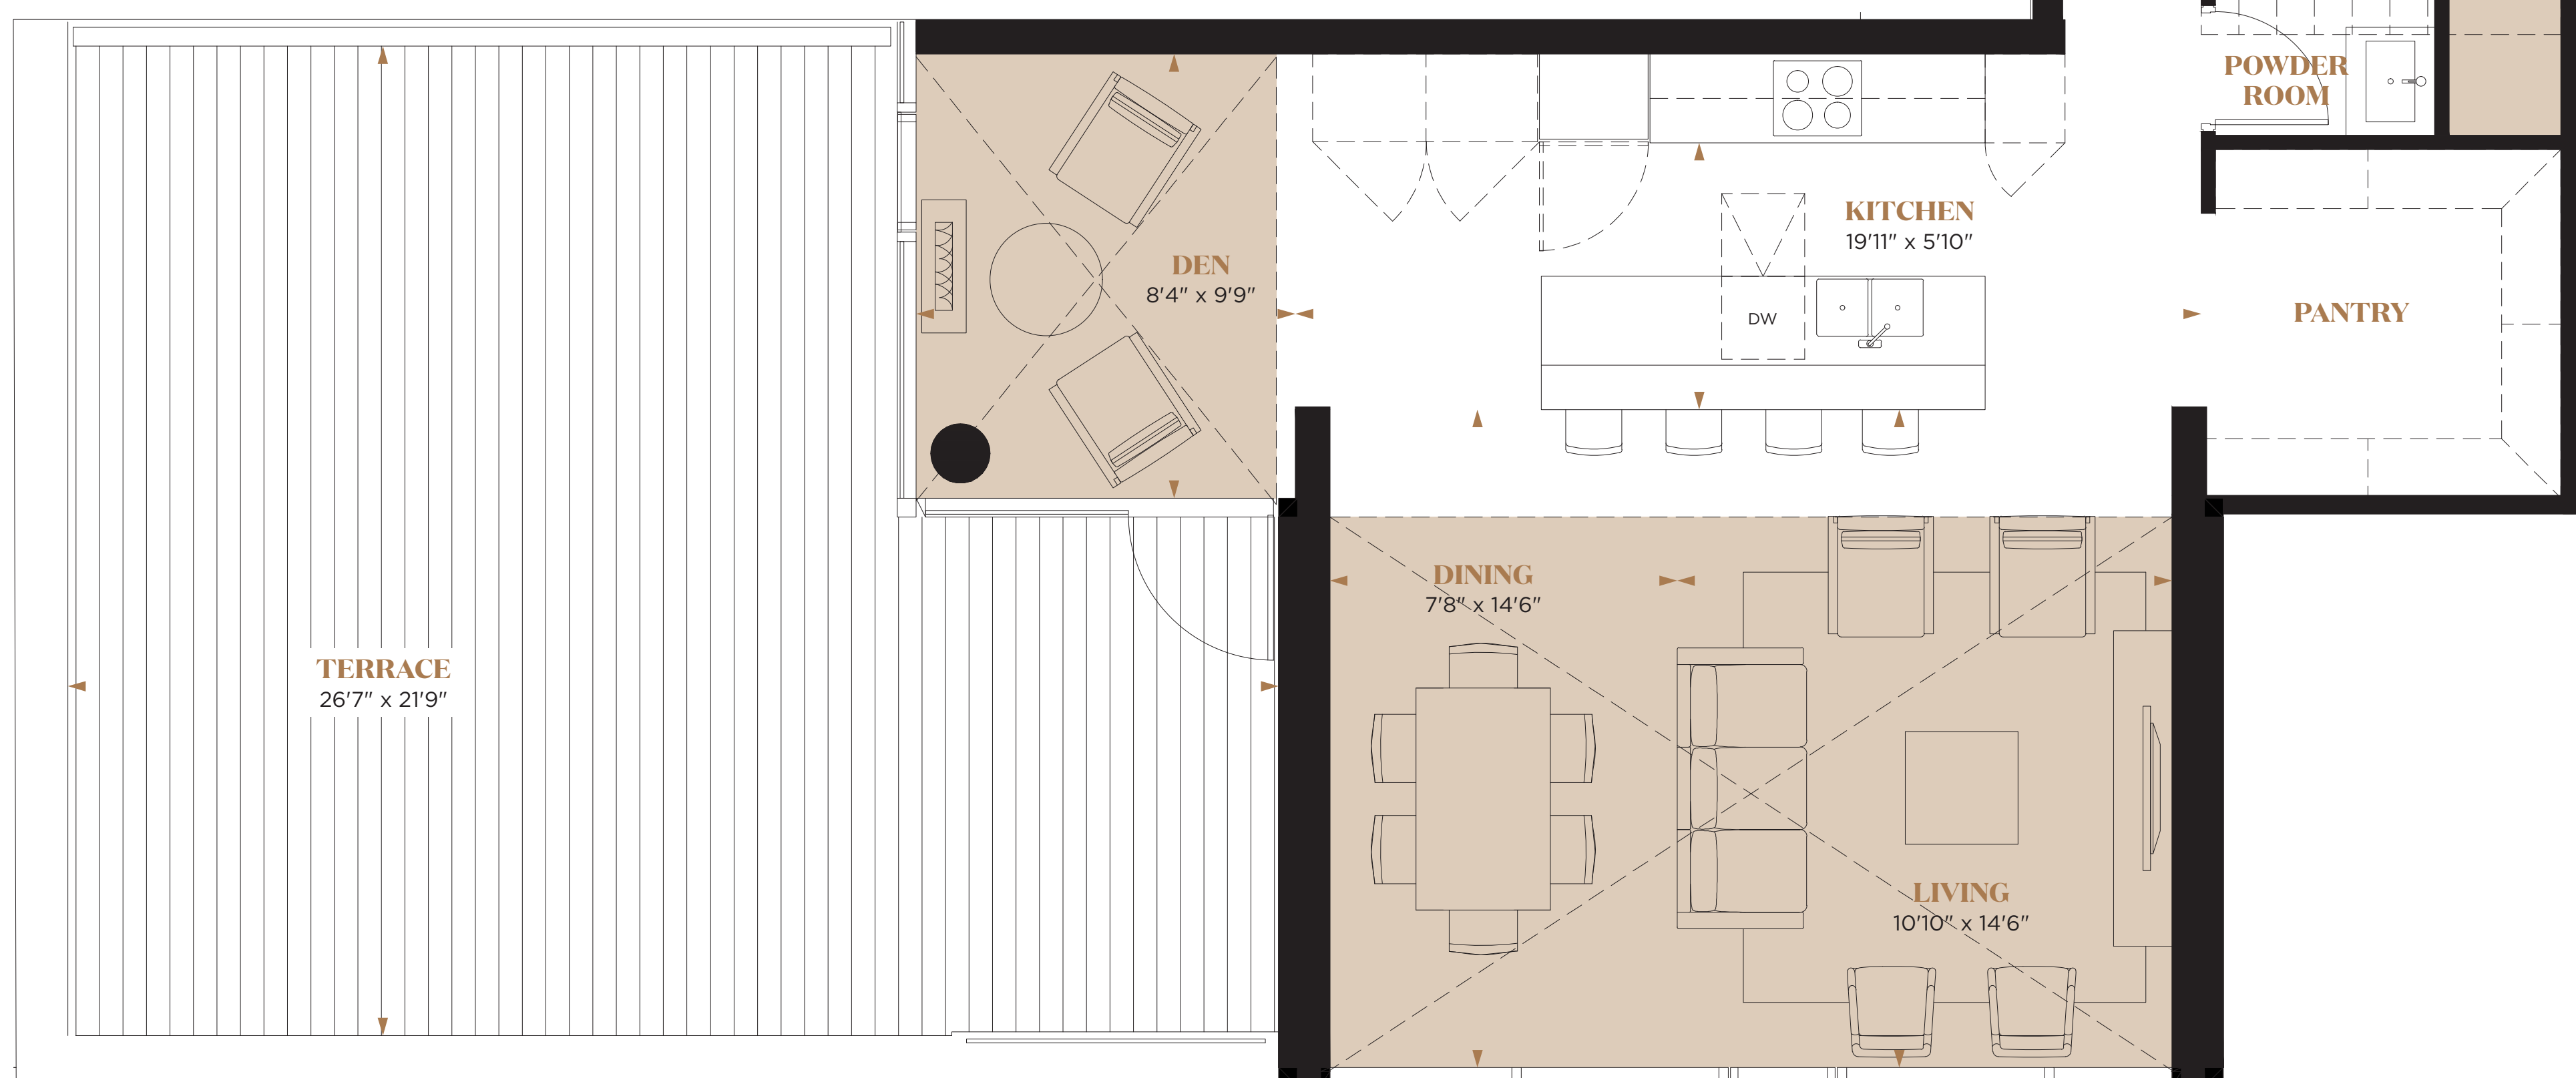 POWDER
ROOM
KITCHEN
19'11" x 5'10"
DEN
8'4" x 9'9"
DW
PANTRY
DINING
7'8" x 14'6"
TERRACE
26'7" x 21'9"
LIVING
10'10" x 14'6"